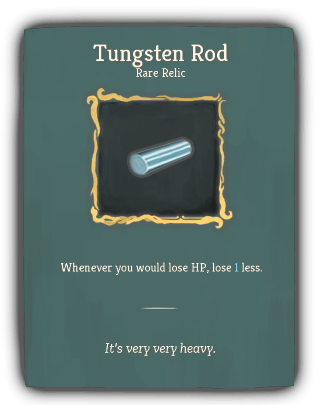 Tungsten Rod
Rare Relic
Whenever you would lose HP, lose 1 less.
It's very very heavy.